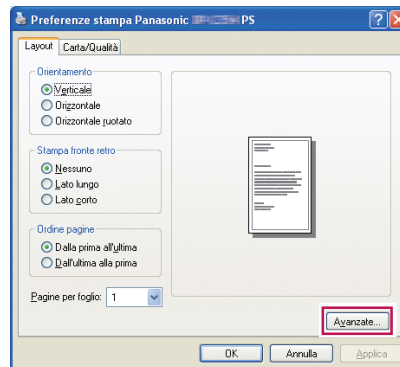 Preferenze stampa Panasonic PS
Layout Carta/Qualità
Orientamento
Verticale
Orizzontale
Orizzontale ruotato
Stampa fronte retro
Nessuno
Lato lungo
Lato corto
Ordine pagine
Dalla prima all'ultima
Dall'ultima alla prima
Pagine per foglio: 1
Avanzate...
OK Annulla Applica